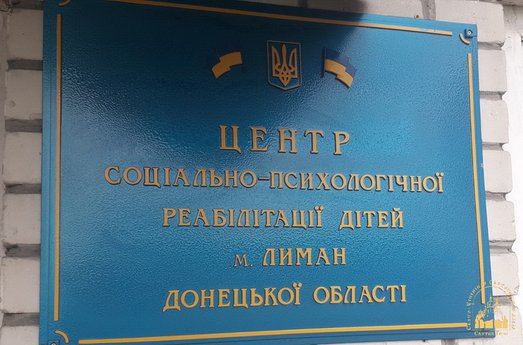 ЦЕНТР
СОЦІАЛЬНО-ПСИХОЛОГІЧНОЇ
РЕАБІЛІТАЦІЇ ДІТЕЙ
м. ЛИМАН
ДОНЕЦЬКОЇ ОБЛАСТІ